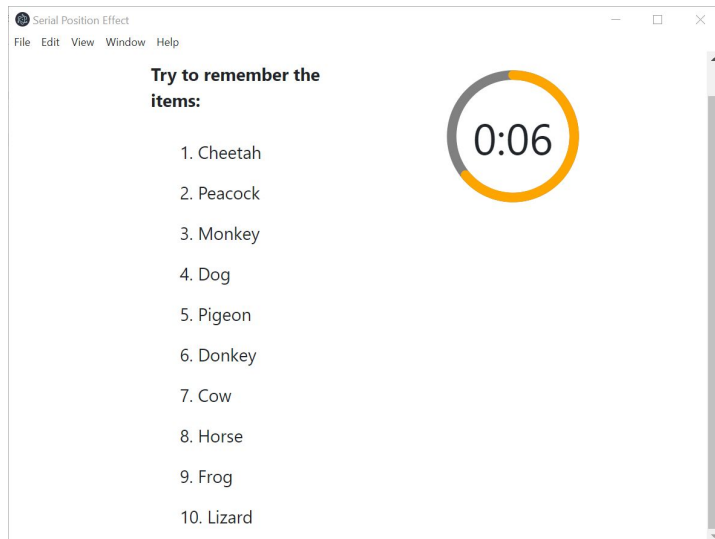 Serial Position Effect
File Edit View Window Help
Try to remember the
items:
0:06
1. Cheetah
2. Peacock
3. Monkey
4. Dog
5. Pigeon
6. Donkey
7. Cow
8. Horse
9. Frog
10. Lizard